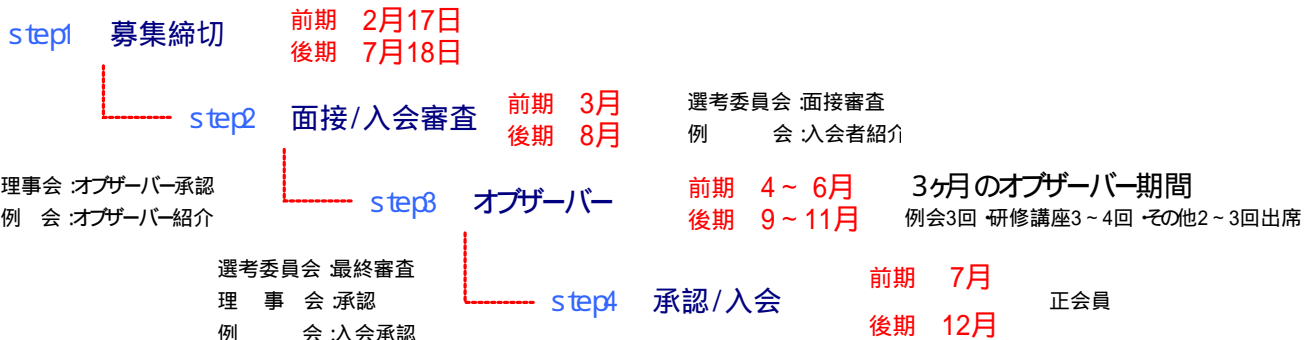 step1 募集締切 前期 2月17日
後期 7月18日
step2 面接/入会審査 前期 3月
後期 8月
選考委員会:面接審査
例 会:入会者紹介
理事会:オブザーバー承認
例 会:オブザーバー紹介
step3 オブザーバー 前期 4~6月
後期 9~11月
3ヶ月のオブザーバー期間
例会3回・研修講座3~4回・その他2~3回出席
選考委員会:最終審査
理 事 会:承認
例 会:入会承認
step4 承認/入会 前期 7月
後期 12月
正会員